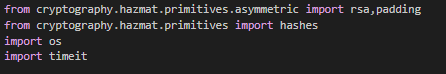 from cryptography.hazmat.primitives.asymmetric import rsa,padding
from cryptography.hazmat.primitives import hashes
import os
import timeit